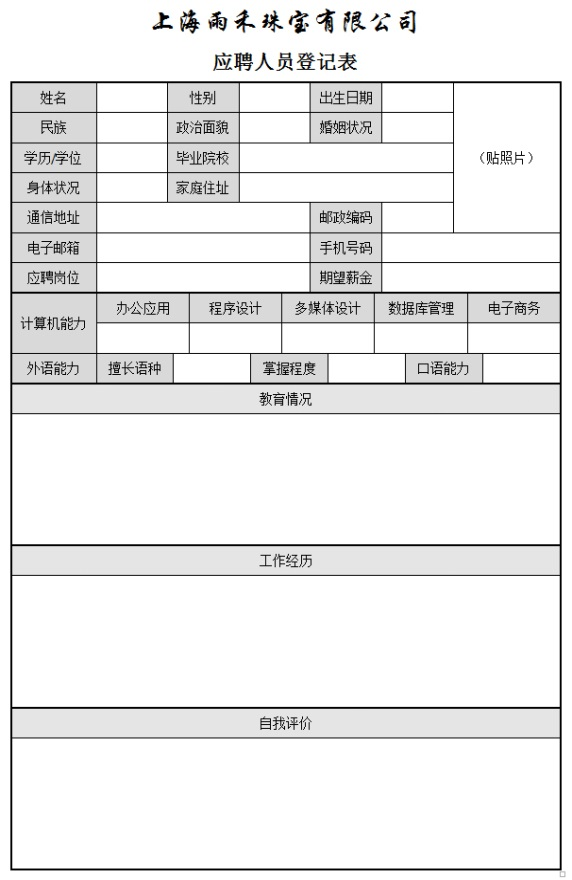 上海雨禾珠宝有限公司
应聘人员登记表
姓名 性别 出生日期
民族 政治面貌 婚姻状况
学历/学位 毕业院校 （贴照片）
身体状况 家庭住址
通信地址 邮政编码
电子邮箱 手机号码
应聘岗位 期望薪金
计算机能力 办公应用 程序设计 多媒体设计 数据库管理 电子商务
外语能力 擅长语种 掌握程度 口语能力
教育情况
工作经历
自我评价